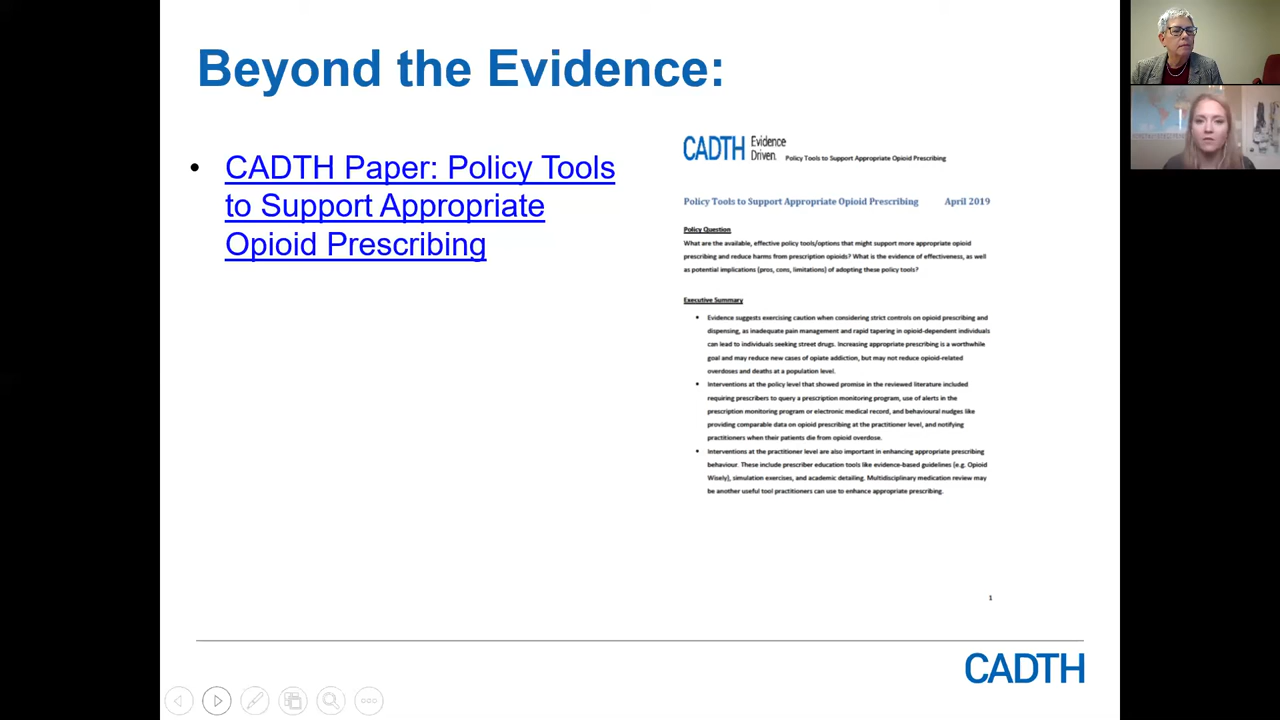 Beyond the Evidence:
• CADTH Paper: Policy Tools
to Support Appropriate
Opioid Prescribing
CADTH Evidence
Driven. Policy Tools to Support Appropriate Opioid Prescribing
Policy Tools to Support Appropriate Opioid Prescribing April 2019
Policy Question
What are the available, effective policy tools/options that might support more appropriate opioid
prescribing and reduce harms from prescription opioids? What is the evidence of effectiveness, as well
as potential implications (pros, cons, limitations) of adopting these policy tools?
Executive Summary
• Evidence suggests exercising caution when considering strict controls on opioid prescribing and
dispensing, as inadequate pain management and rapid tapering in opioid-dependent individuals
can lead to individuals seeking street drugs. Increasing appropriate prescribing is a worthwhile
goal and may reduce new cases of opiate addiction, but may not reduce opioid-related
overdoses and deaths at a population level.
• Interventions at the policy level that showed promise in the reviewed literature included
requiring prescribers to query a prescription monitoring program, use of alerts in the
prescription monitoring program or electronic medical record, and behavioural nudges like
providing comparable data on opioid prescribing at the practitioner level, and notifying
practitioners when their patients die from opioid overdose.
• Interventions at the practitioner level are also important in enhancing appropriate prescribing
behaviour. These include prescriber education tools like evidence-based guidelines (e.g. Opioid
Wisely), simulation exercises, and academic detailing. Multidisciplinary medication review may
be another useful tool practitioners can use to enhance appropriate prescribing.
1
CADTH